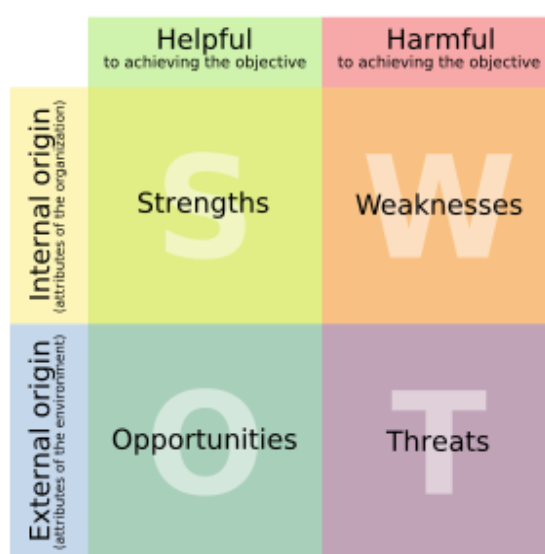 Helpful
to achieving the objective
Harmful
to achieving the objective
Internal origin
(attributes of the organization)
S
Strengths
W
Weaknesses
External origin
(attributes of the environment)
O
Opportunities
T
Threats